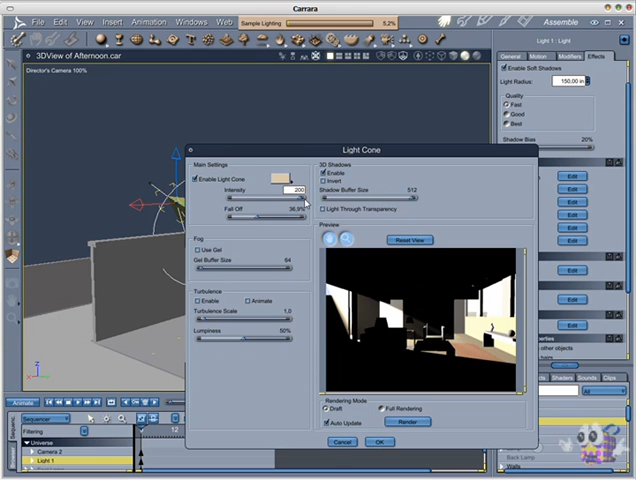 Carrara
File Edit View Insert Animation Windows Web
Sample Lighting 5.2%
Assemble
3DView of Afternoon.car
Director's Camera 100%
Light 1 : Light
General Motion Modifiers Effects
Enable Soft Shadows
Light Radius: 150.00 in
Quality
Fast
Good
Best
Shadow Bias 20%
Edit
Edit
Edit
Edit
Edit
Edit
Edit
Edit
Edit
Light Cone
Main Settings
Enable Light Cone
Intensity 200
Fall Off 36,9%
3D Shadows
Enable
Invert
Shadow Buffer Size 512
Light Through Transparency
Fog
Use Gel
Gel Buffer Size 64
Turbulence
Enable Animate
Turbulence Scale 1,0
Lumpiness 50%
Preview
Reset View
Rendering Mode
Draft Full Rendering
Auto Update Render
Cancel OK
other objects
Shaders Sounds Clips
All
Back Lamp
Walls
Animate
Sequencer
Filtering
12
Universe
Camera 2
Light 1
Z
X